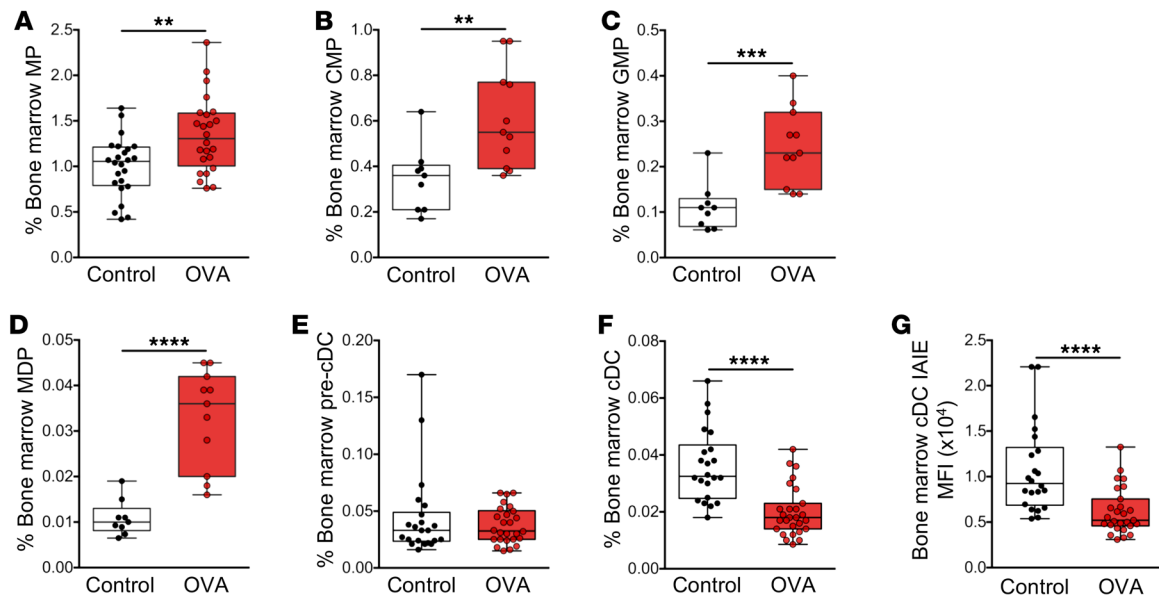 A
% Bone marrow MP
2.5
2.0
1.5
1.0
0.5
0.0
**
Control
OVA
B
% Bone marrow CMP
1.0
0.8
0.6
0.4
0.2
0.0
**
Control
OVA
C
% Bone marrow GMP
0.5
0.4
0.3
0.2
0.1
0.0
***
Control
OVA
D
% Bone marrow MDP
0.05
0.04
0.03
0.02
0.01
0.00
****
Control
OVA
E
% Bone marrow pre-cDC
0.20
0.15
0.10
0.05
0.00
Control
OVA
F
% Bone marrow cDC
0.08
0.06
0.04
0.02
0.00
****
Control
OVA
G
Bone marrow cDC IAIE
MFI (x10⁴)
2.5
2.0
1.5
1.0
0.5
0.0
****
Control
OVA